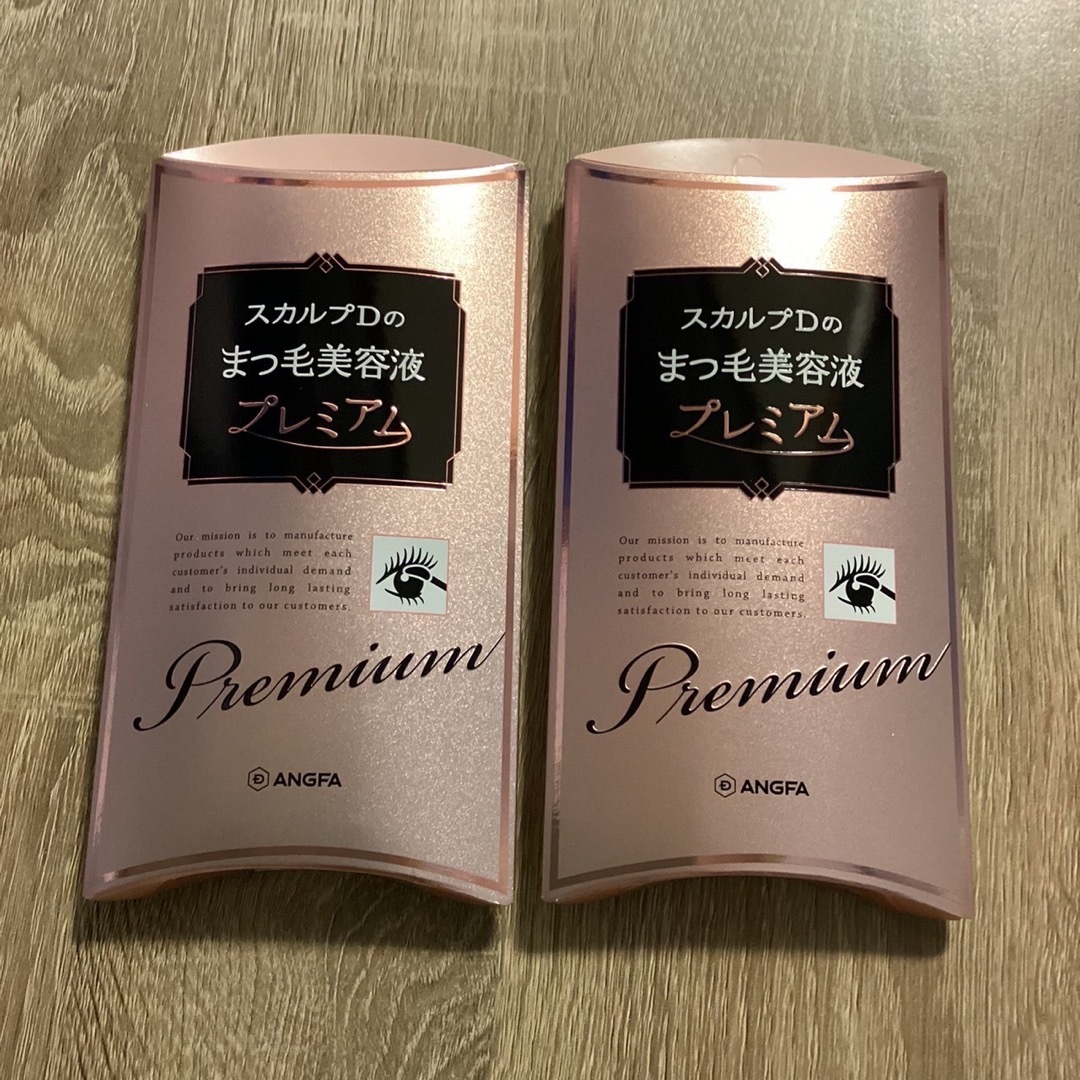 スカルプDの
まつ毛美容液
プレミアム
Our mission is to manufacture
products which meet each
customer's individual demand
and to bring long lasting
satisfaction to our customers.
Premium
ANGFA
スカルプDの
まつ毛美容液
プレミアム
Our mission is to manufacture
products which meet each
customer's individual demand
and to bring long lasting
satisfaction to our customers.
Premium
ANGFA